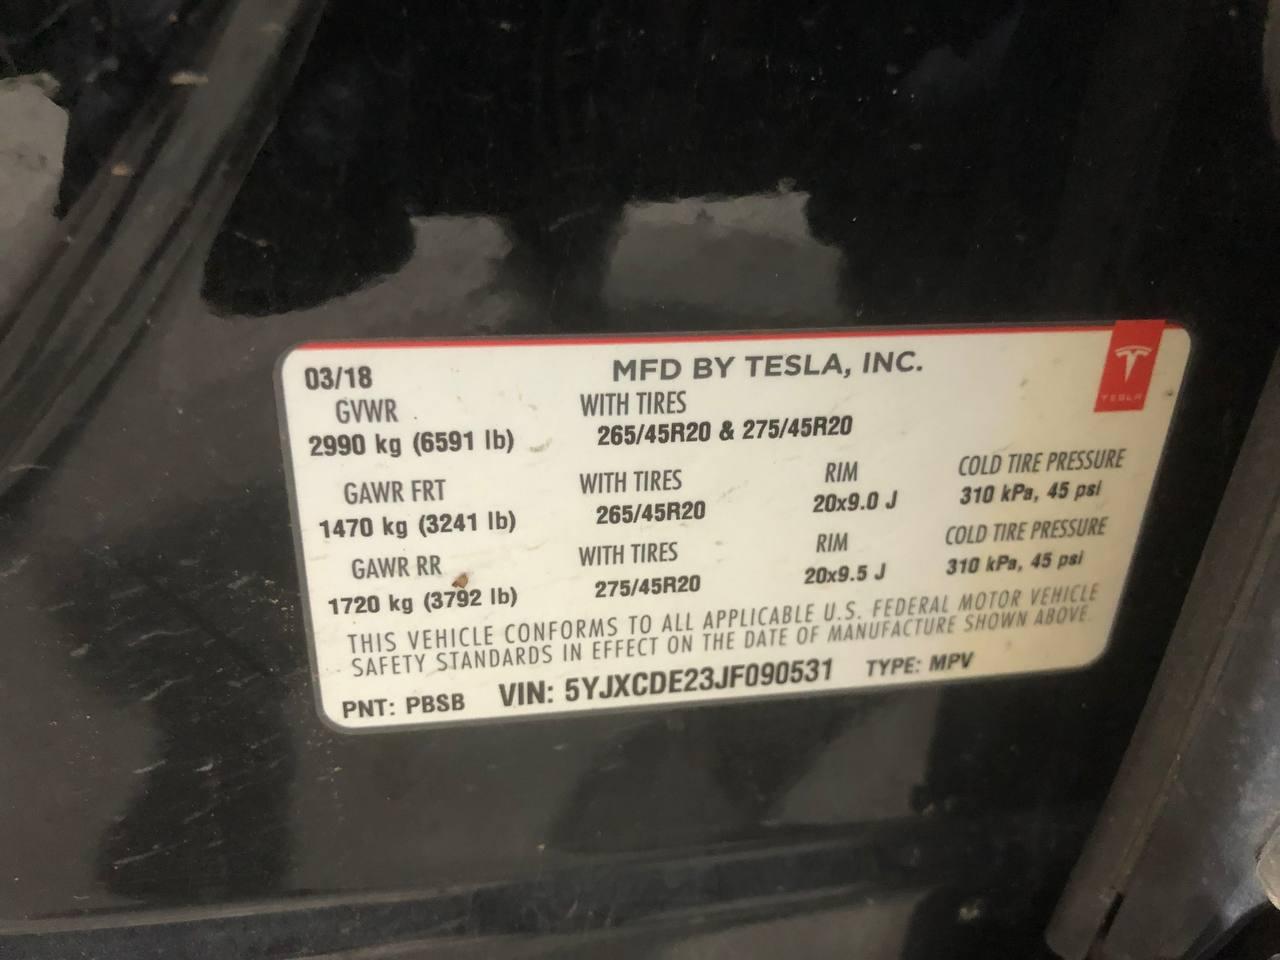 03/18 MFD BY TESLA, INC.
TESLA
GVWR WITH TIRES
2990 kg (6591 lb) 265/45R20 & 275/45R20
GAWR FRT WITH TIRES RIM COLD TIRE PRESSURE
1470 kg (3241 lb) 265/45R20 20x9.0 J 310 kPa, 45 psi
GAWR RR WITH TIRES RIM COLD TIRE PRESSURE
1720 kg (3792 lb) 275/45R20 20x9.5 J 310 kPa, 45 psi
THIS VEHICLE CONFORMS TO ALL APPLICABLE U.S. FEDERAL MOTOR VEHICLE
SAFETY STANDARDS IN EFFECT ON THE DATE OF MANUFACTURE SHOWN ABOVE.
PNT: PBSB VIN: 5YJXCDE23JF090531 TYPE: MPV